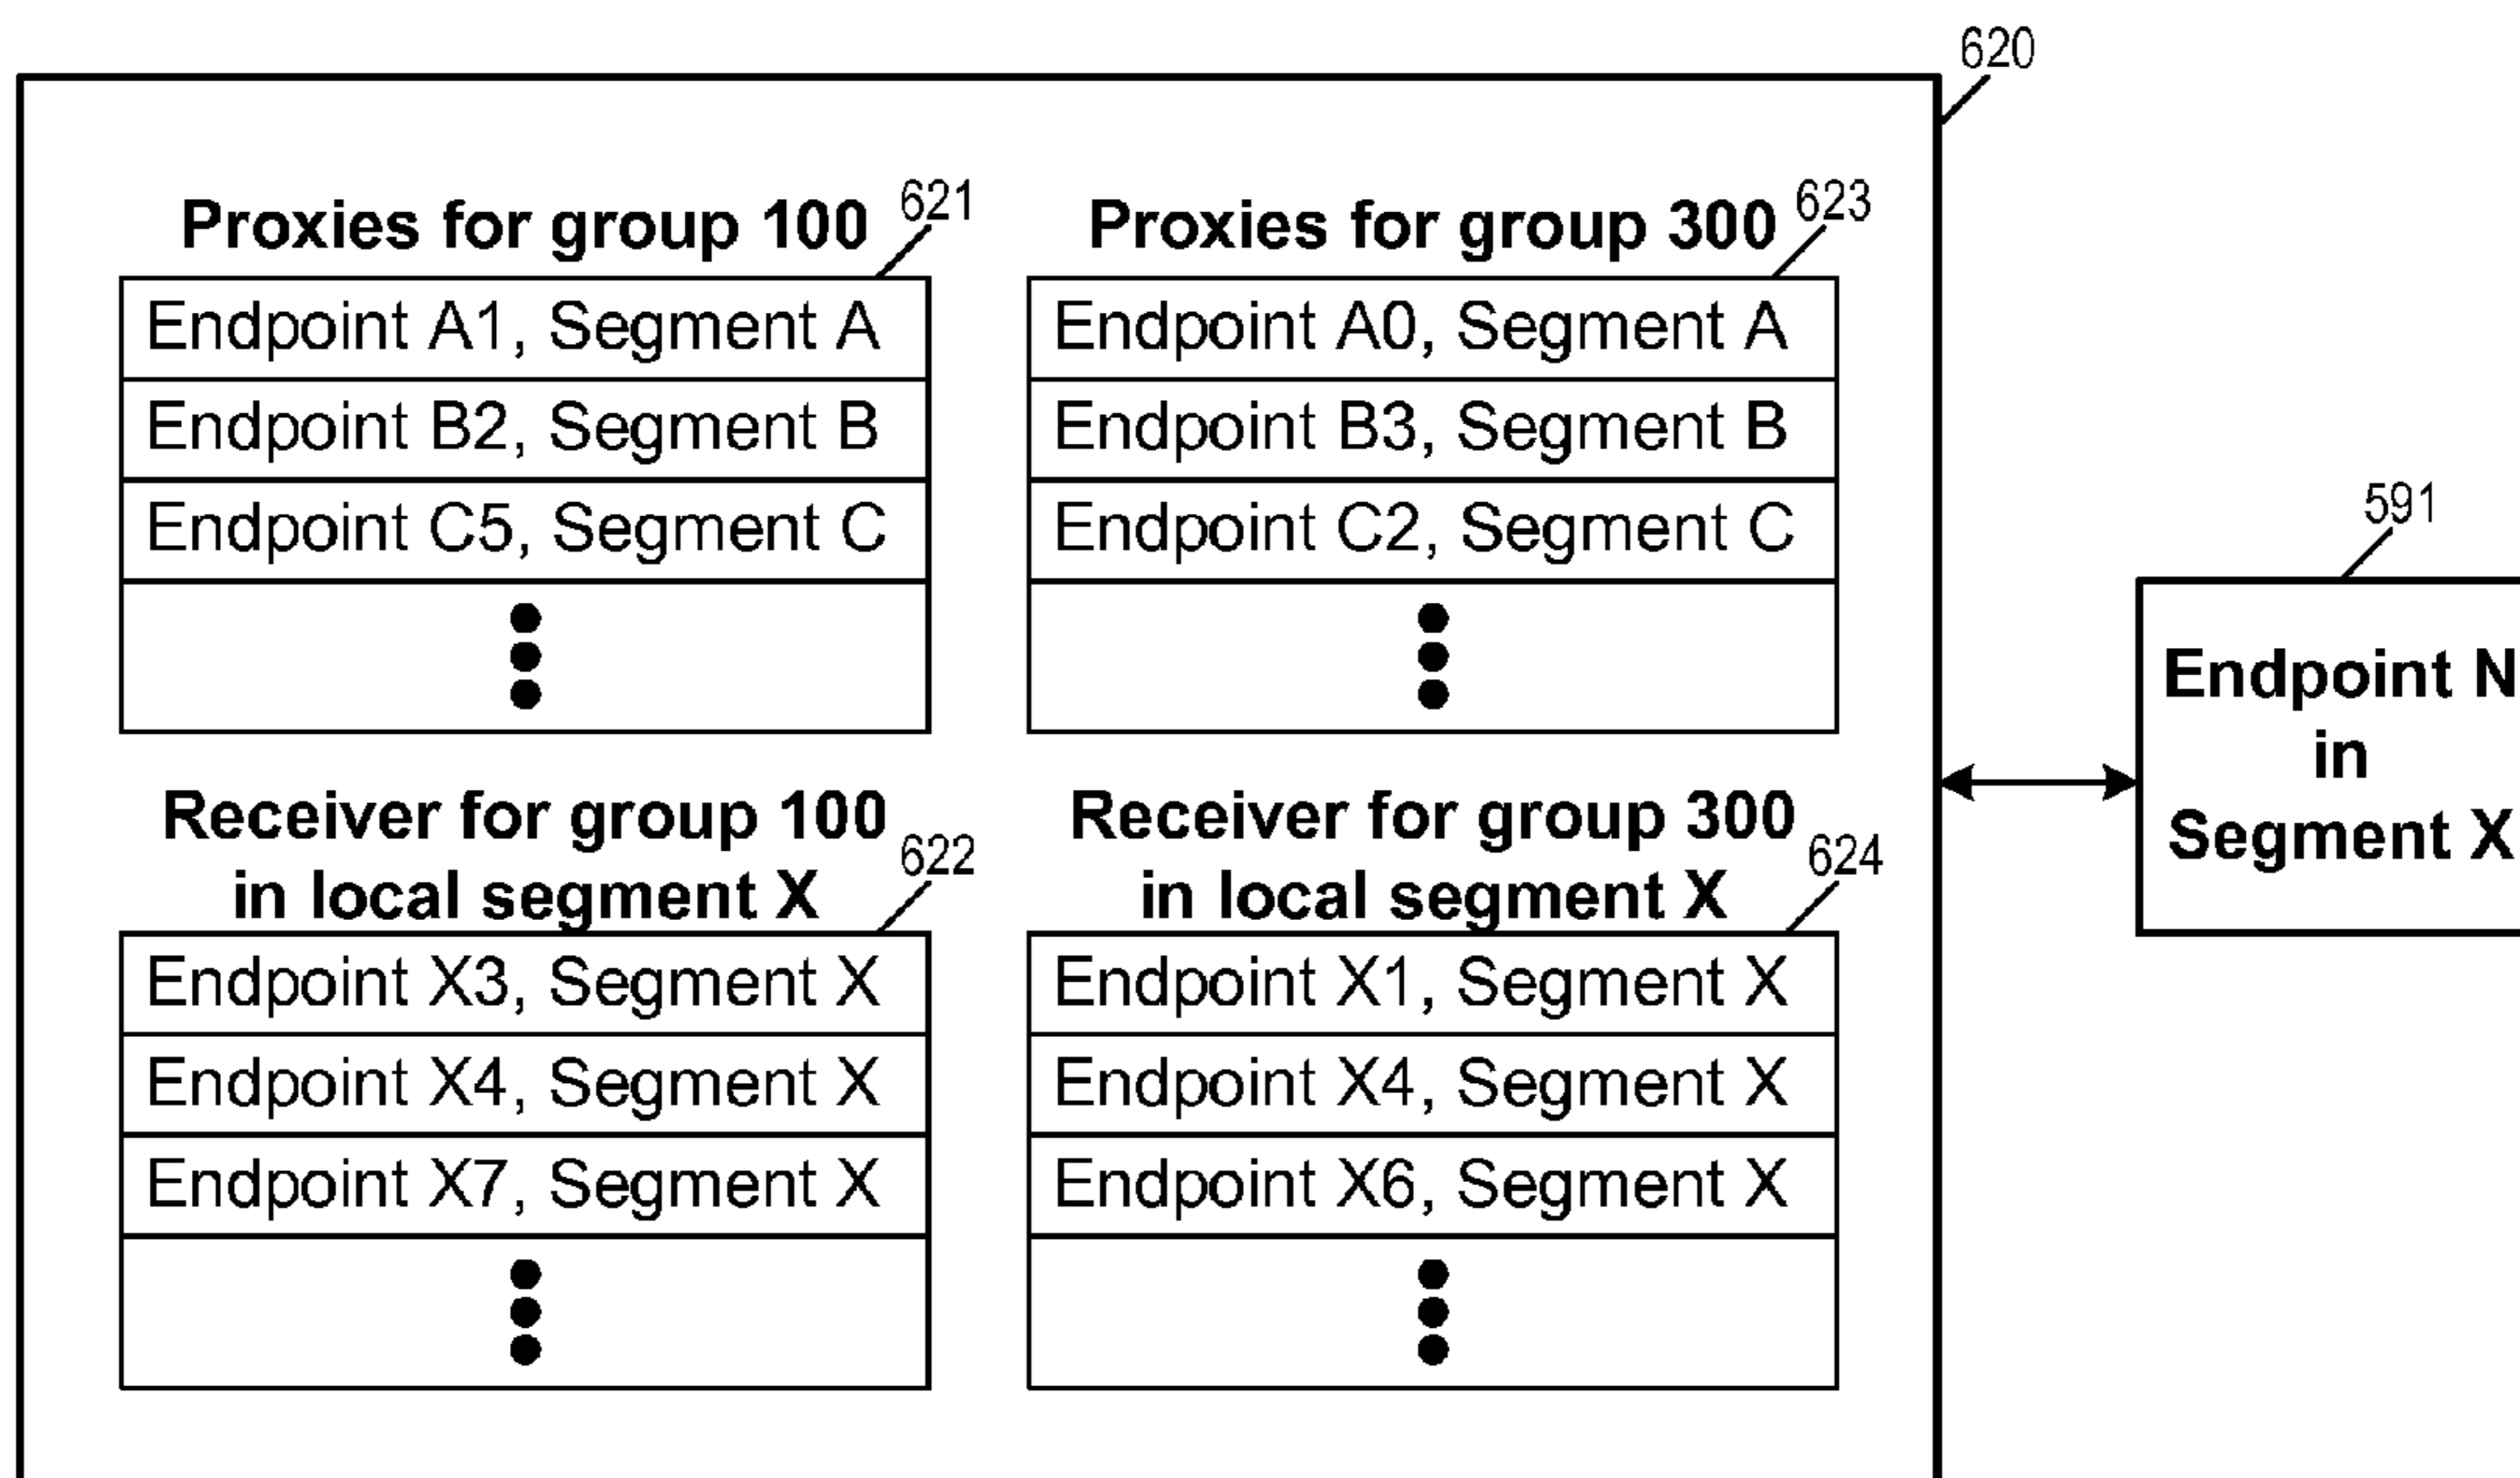 620
Proxies for group 100
621
Endpoint A1, Segment A
Endpoint B2, Segment B
Endpoint C5, Segment C
Proxies for group 300
623
Endpoint A0, Segment A
Endpoint B3, Segment B
Endpoint C2, Segment C
Receiver for group 100
in local segment X
622
Endpoint X3, Segment X
Endpoint X4, Segment X
Endpoint X7, Segment X
Receiver for group 300
in local segment X
624
Endpoint X1, Segment X
Endpoint X4, Segment X
Endpoint X6, Segment X
591
Endpoint N
in
Segment X